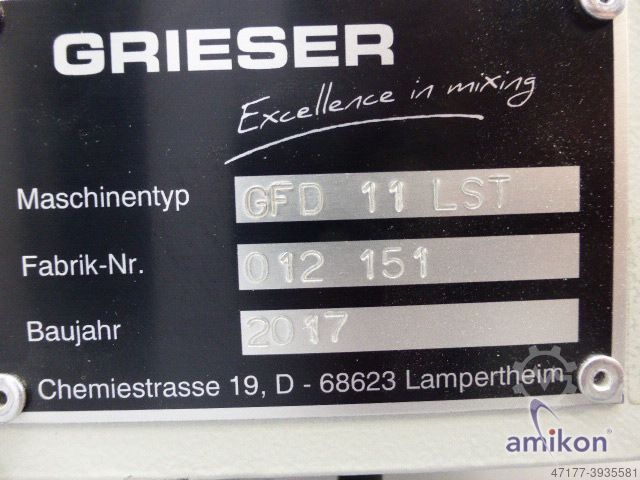 GRIESER
Excellence in mixing
Maschinentyp GFD 11 LST
Fabrik-Nr. 012 151
Baujahr 2017
Chemiestrasse 19, D - 68623 Lampertheim
amikon
47177-3935581